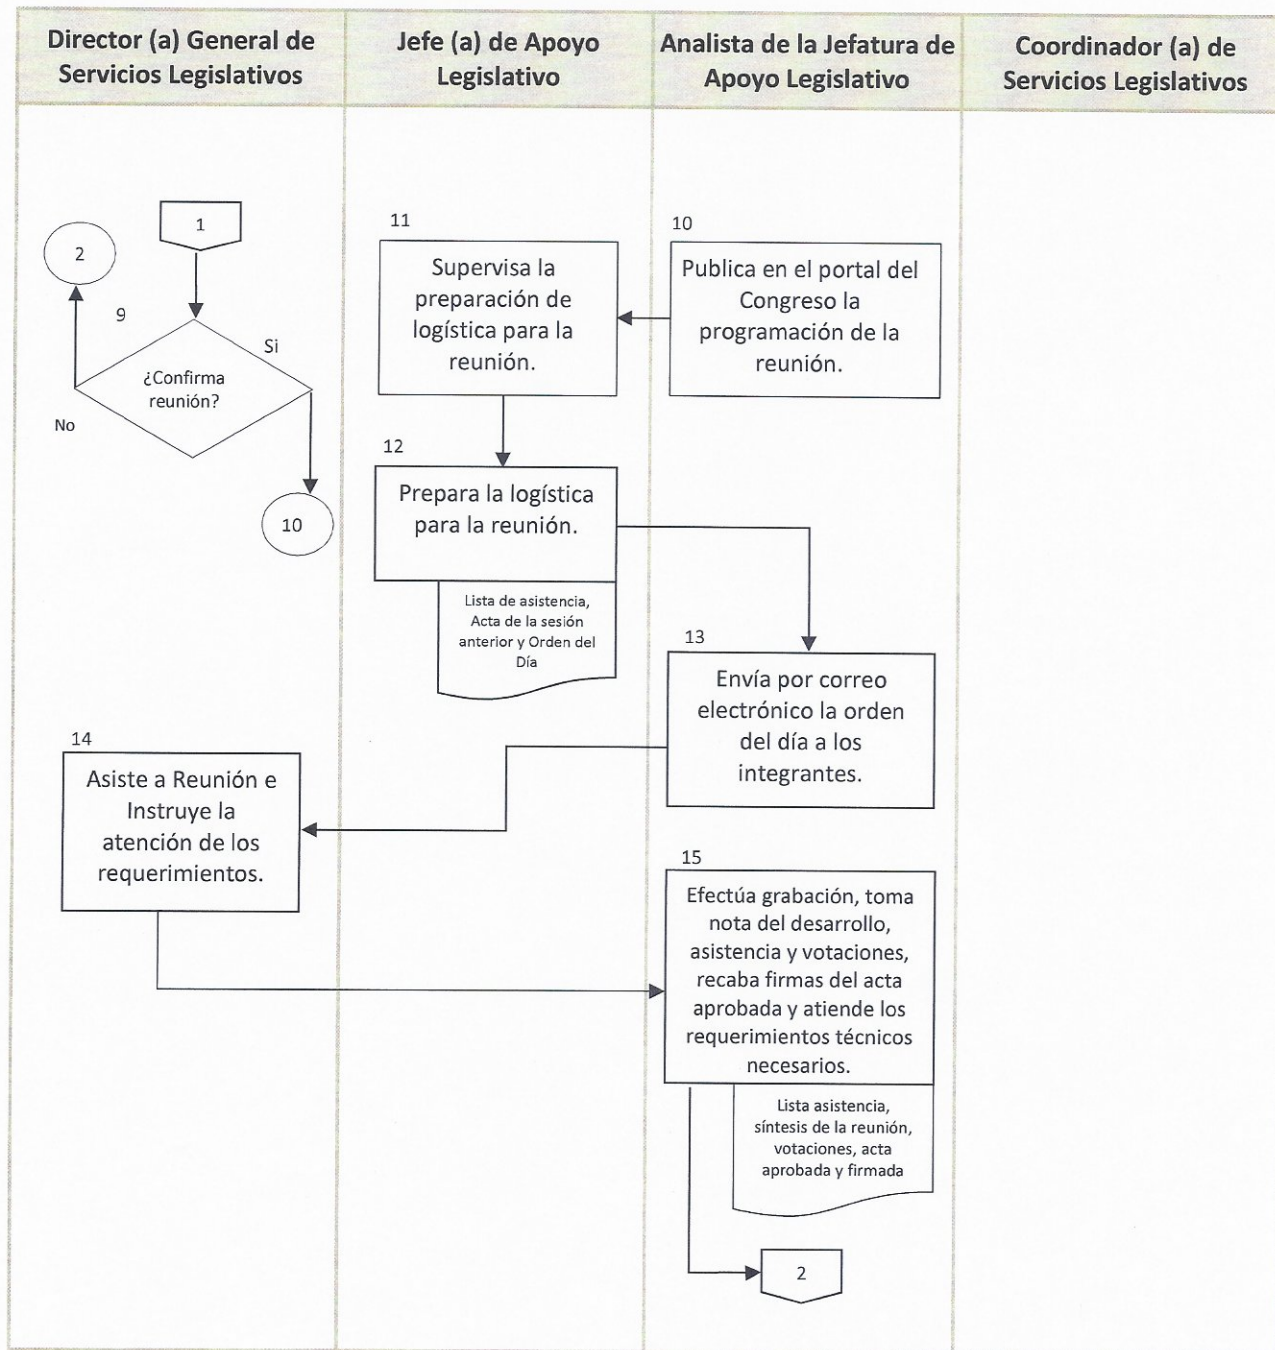 Director (a) General de
Servicios Legislativos
Jefe (a) de Apoyo
Legislativo
Analista de la Jefatura de
Apoyo Legislativo
Coordinador (a) de
Servicios Legislativos
1
2
9
Si
¿Confirma
reunión?
No
10
11
Supervisa la
preparación de
logística para la
reunión.
10
Publica en el portal del
Congreso la
programación de la
reunión.
12
Prepara la logística
para la reunión.
Lista de asistencia,
Acta de la sesión
anterior y Orden del
Día
13
Envía por correo
electrónico la orden
del día a los
integrantes.
14
Asiste a Reunión e
Instruye la
atención de los
requerimientos.
15
Efectúa grabación, toma
nota del desarrollo,
asistencia y votaciones,
recaba firmas del acta
aprobada y atiende los
requerimientos técnicos
necesarios.
Lista asistencia,
síntesis de la reunión,
votaciones, acta
aprobada y firmada
2